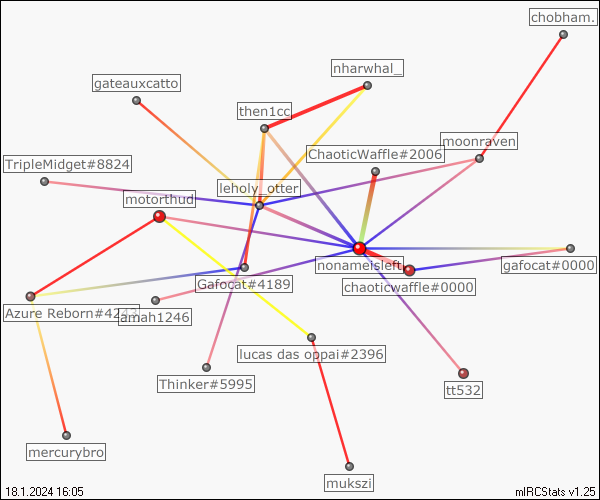 chobham.
nharwhal_
gateauxcatto
then1cc
moonraven
ChaoticWaffle#2006
TripleMidget#8824
leholy_otter
motorthud
nonameisleft
gafocat#0000
Gafocat#4189
chaoticwaffle#0000
Azure Reborn#4243
amah1246
lucas das oppai#2396
Thinker#5995
tt532
mercurybro
mukszi
18.1.2024 16:05
mIRCStats v1.25